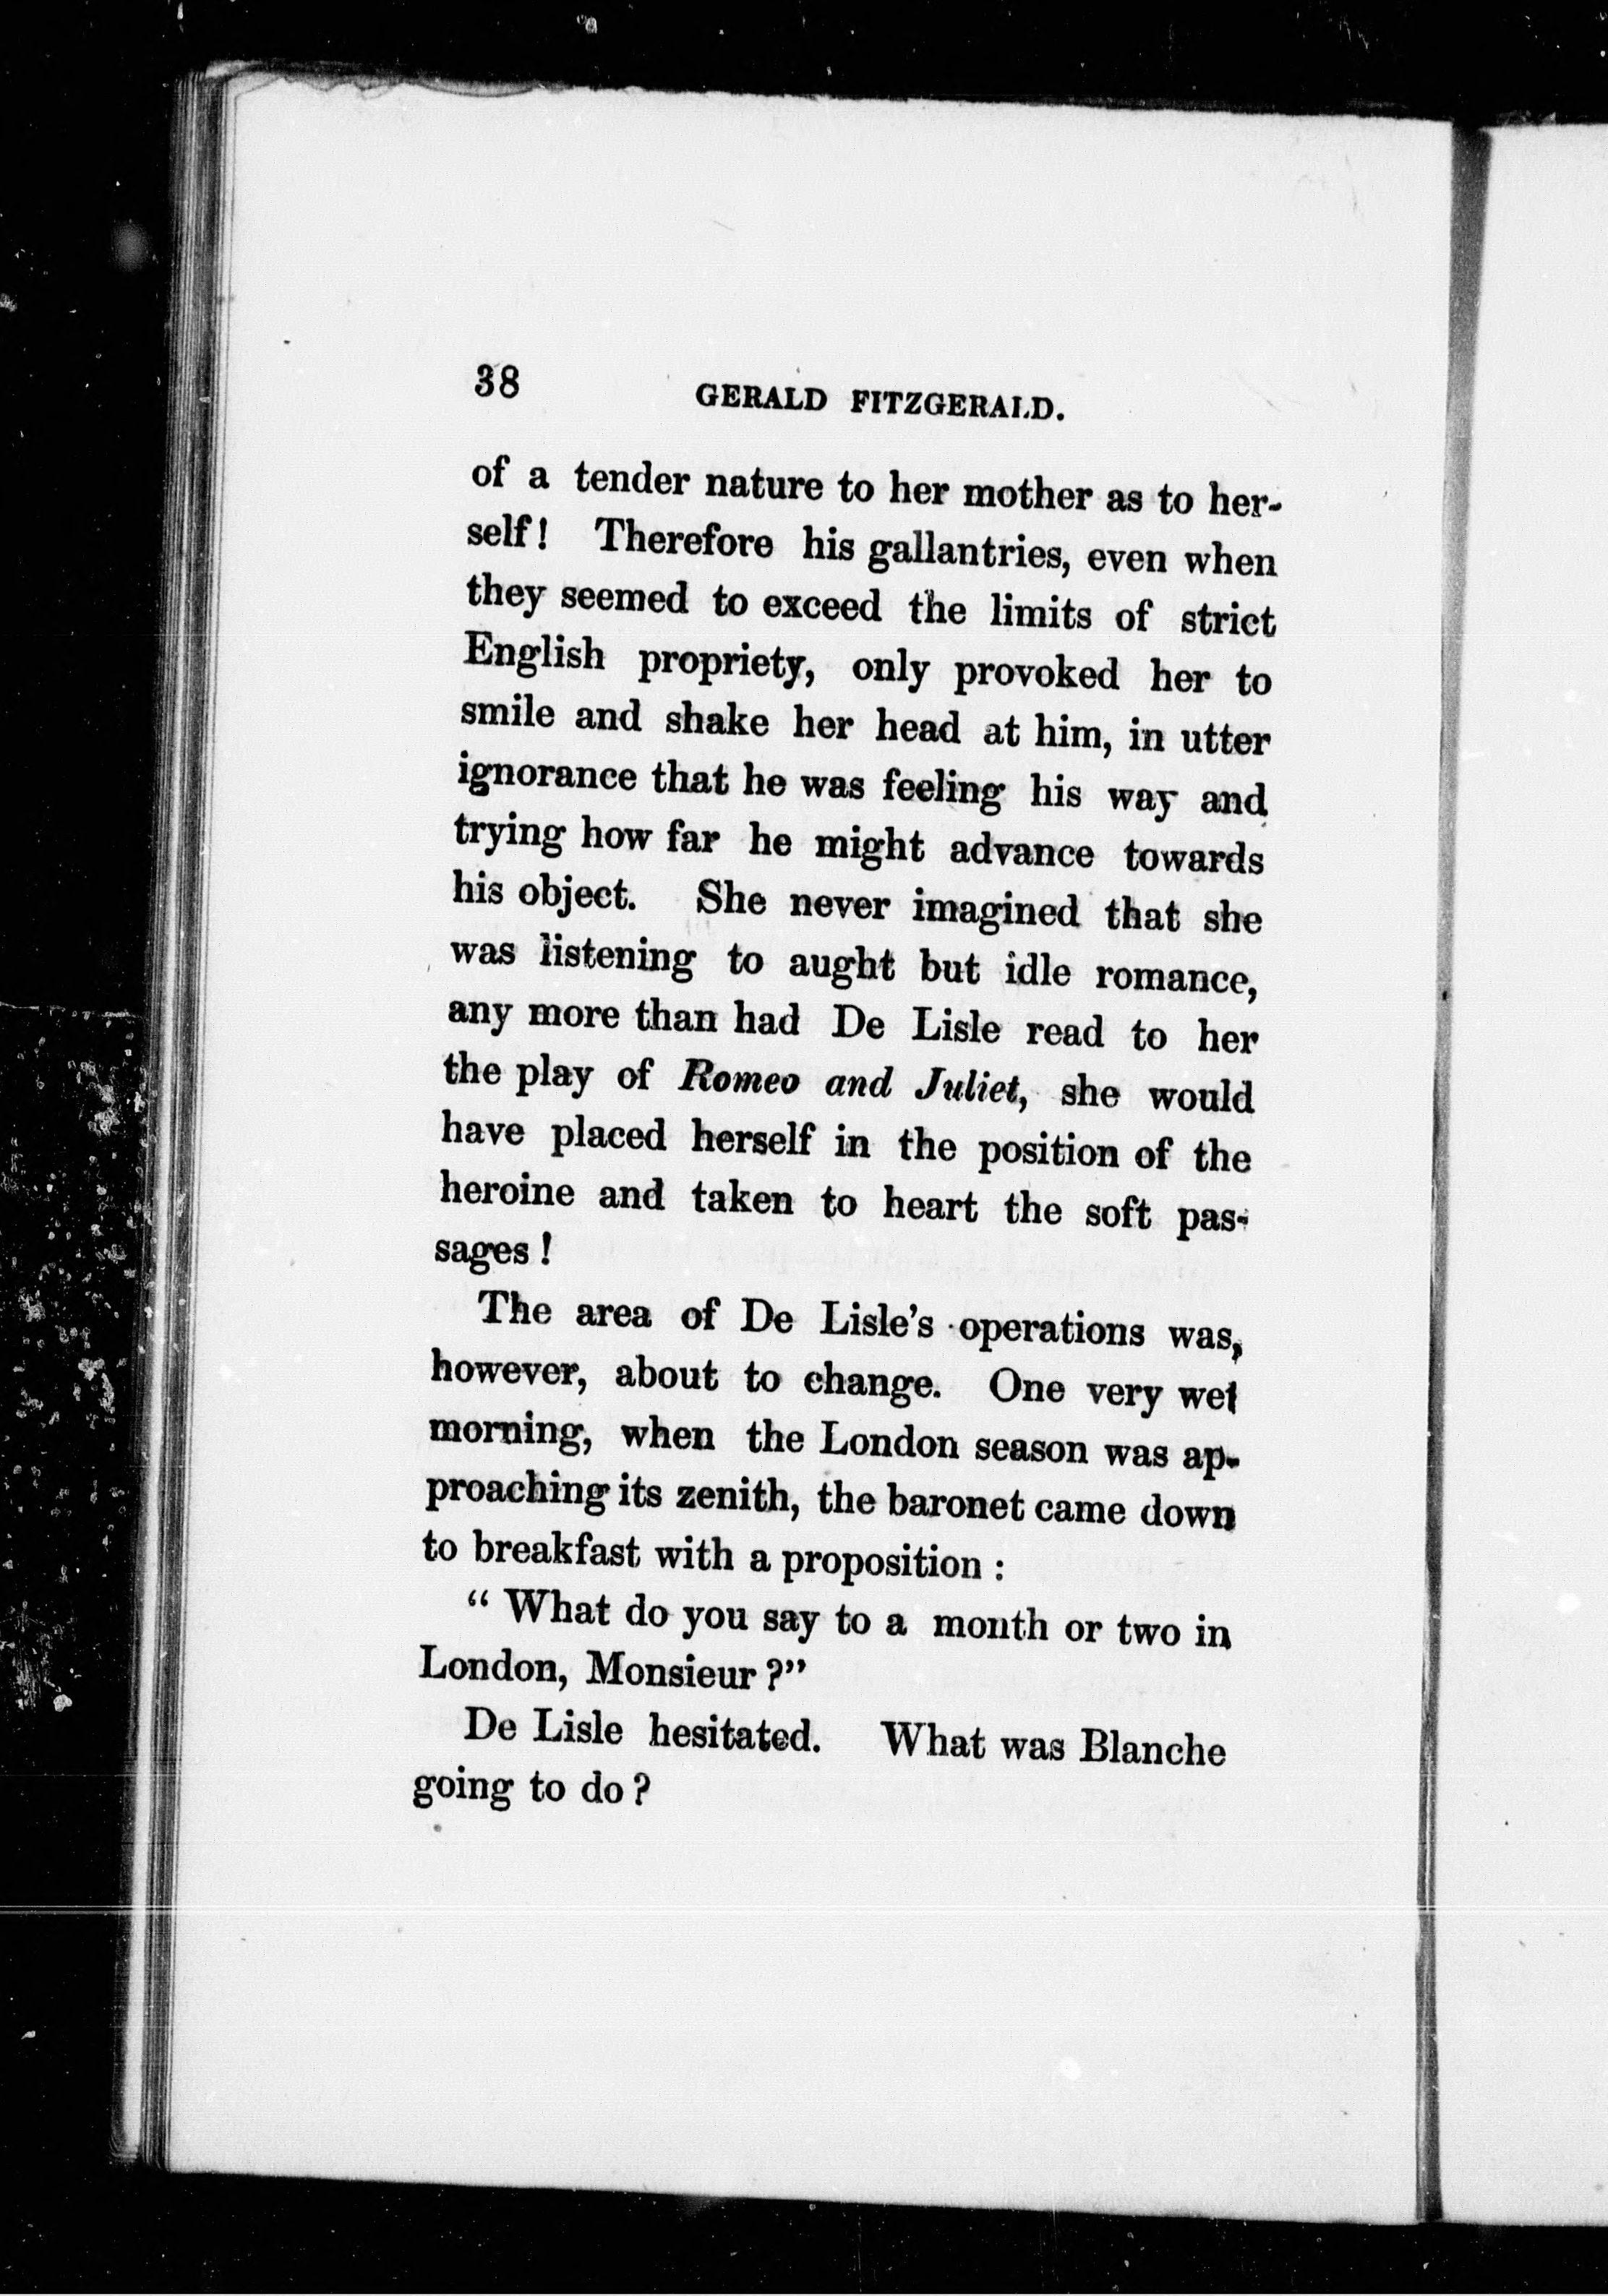 38 GERALD FITZGERALD.
of a tender nature to her mother as to her-
self! Therefore his gallantries, even when
they seemed to exceed the limits of strict
English propriety, only provoked her to
smile and shake her head at him, in utter
ignorance that he was feeling his way and
trying how far he might advance towards
his object. She never imagined that she
was listening to aught but idle romance,
any more than had De Lisle read to her
the play of Romeo and Juliet, she would
have placed herself in the position of the
heroine and taken to heart the soft pas-
sages!
The area of De Lisle's operations was,
however, about to change. One very wet
morning, when the London season was ap-
proaching its zenith, the baronet came down
to breakfast with a proposition :
“ What do you say to a month or two in
London, Monsieur ?”
De Lisle hesitated. What was Blanche
going to do ?